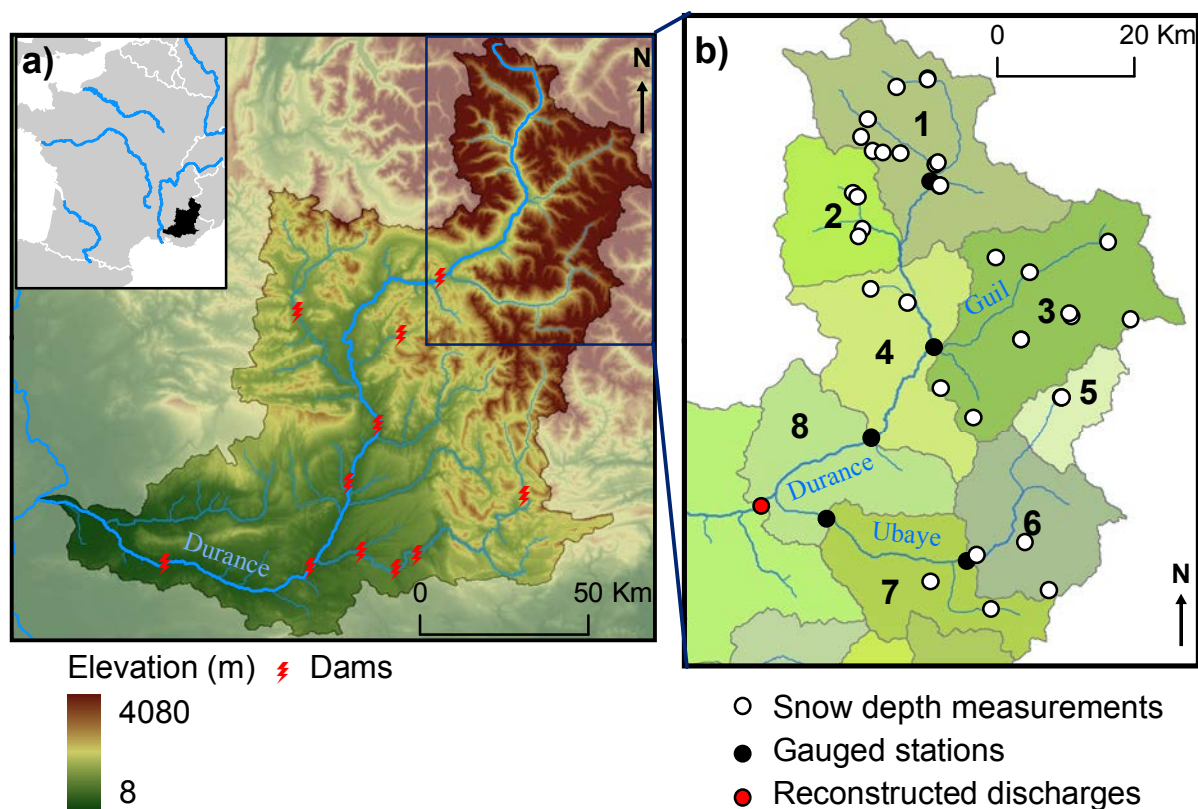 a)
N
Durance
0 50 Km
Elevation (m) Dams
4080
8
b)
0 20 Km
1
2
Guil
3
4
5
8
Durance
Ubaye
6
7
N
Snow depth measurements
Gauged stations
Reconstructed discharges